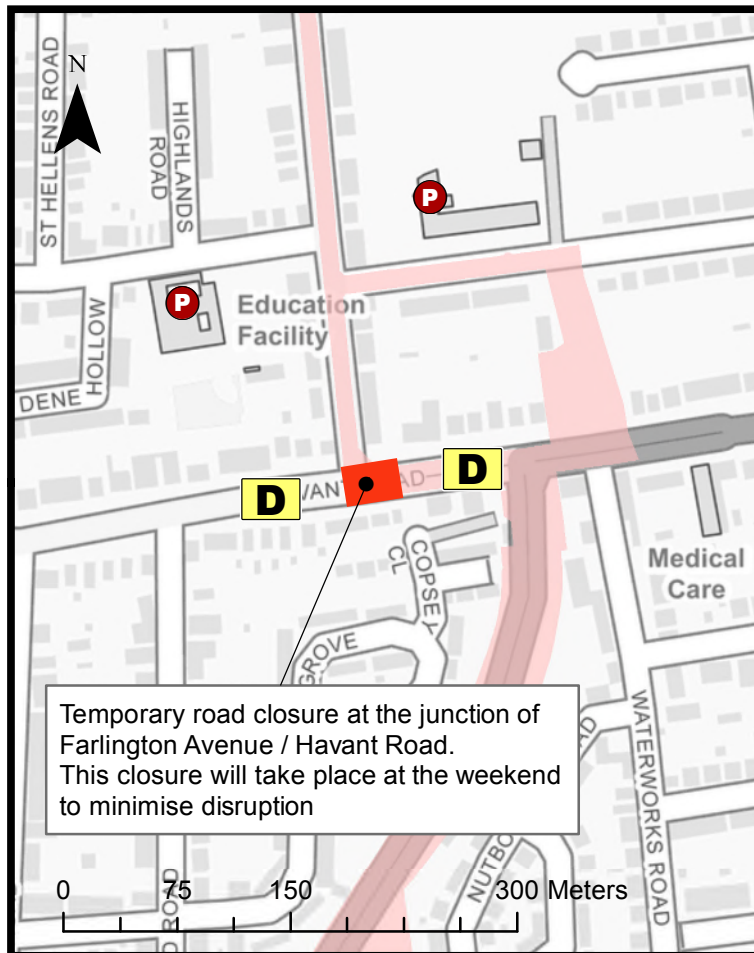 N
ST HELLENS ROAD
HIGHLANDS
ROAD
P
P
Education
Facility
DENE HOLLOW
D
D
COPSEY
CL
Medical
Care
GROVE
Temporary road closure at the junction of
Farlington Avenue / Havant Road.
This closure will take place at the weekend
to minimise disruption
WATERWORKS ROAD
0 75 150 300 Meters